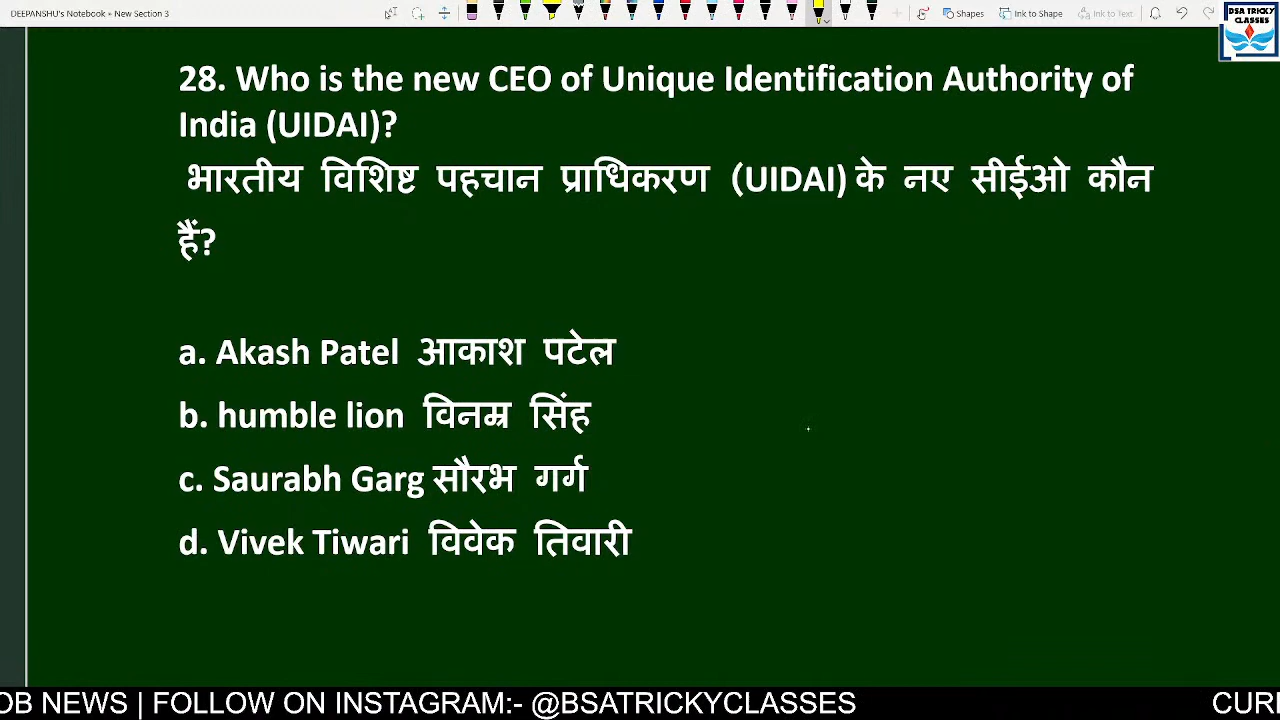 DEEPANSHU's Notebook » New Section 3
Shapes Ink to Shape Ink to Text
BSA TRICKY
CLASSES
28. Who is the new CEO of Unique Identification Authority of
India (UIDAI)?
भारतीय विशिष्ट पहचान प्राधिकरण (UIDAI) के नए सीईओ कौन
हैं?
a. Akash Patel आकाश पटेल
b. humble lion विनम्र सिंह
c. Saurabh Garg सौरभ गर्ग
d. Vivek Tiwari विवेक तिवारी
OB NEWS | FOLLOW ON INSTAGRAM:- @BSATRICKYCLASSES CURI